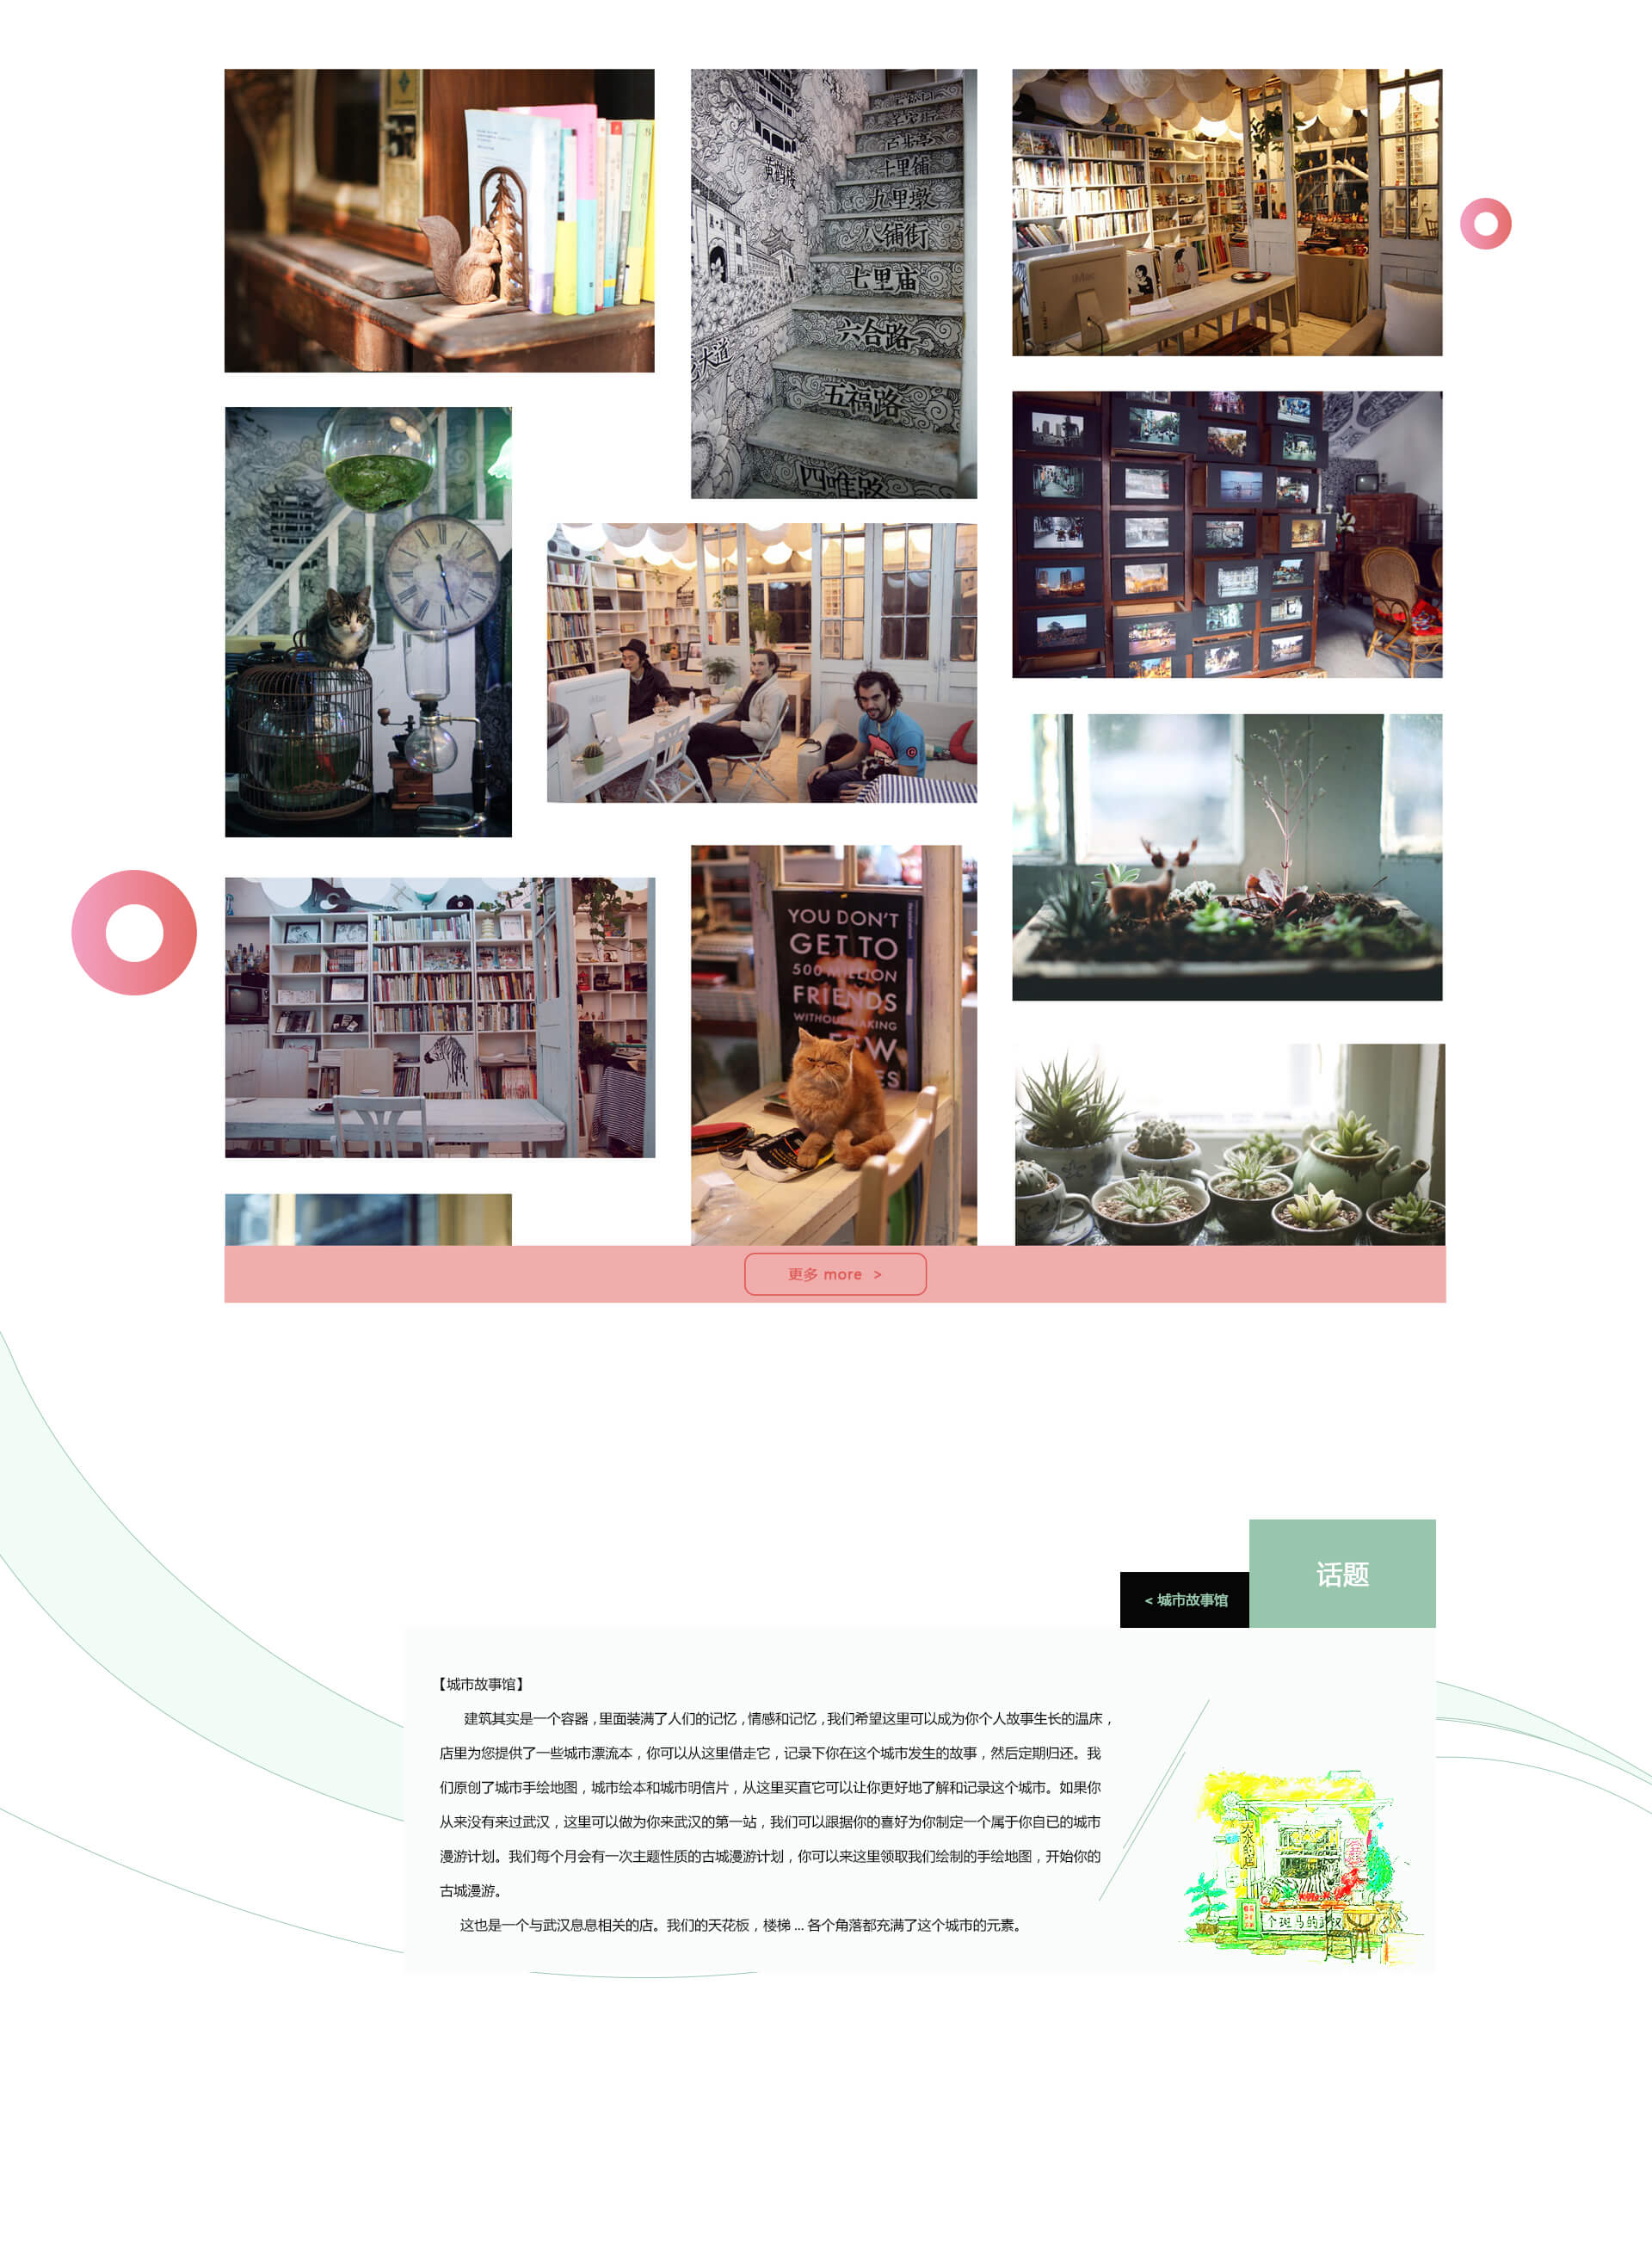 百步亭
十里铺
九里墩
八铺街
七里庙
六合路
五福路
四唯路
黄鹤楼
大道
YOU DON'T
GET TO
500 MILLION
FRIENDS
WITHOUT MAKING
FEW
ES
更多 more >
话题
< 城市故事馆
【城市故事馆】
建筑其实是一个容器，里面装满了人们的记忆，情感和记忆，我们希望这里可以成为你个人故事生长的温床，
店里为您提供了一些城市漂流本，你可以从这里借走它，记录下你在这个城市发生的故事，然后定期归还。我
们原创了城市手绘地图，城市绘本和城市明信片，从这里买直它可以让你更好地了解和记录这个城市。如果你
从来没有来过武汉，这里可以做为你来武汉的第一站，我们可以跟据你的喜好为你制定一个属于你自已的城市
漫游计划。我们每个月会有一次主题性质的古城漫游计划，你可以来这里领取我们绘制的手绘地图，开始你的
古城漫游。
这也是一个与武汉息息相关的店。我们的天花板，楼梯 ... 各个角落都充满了这个城市的元素。
个斑马的武汉